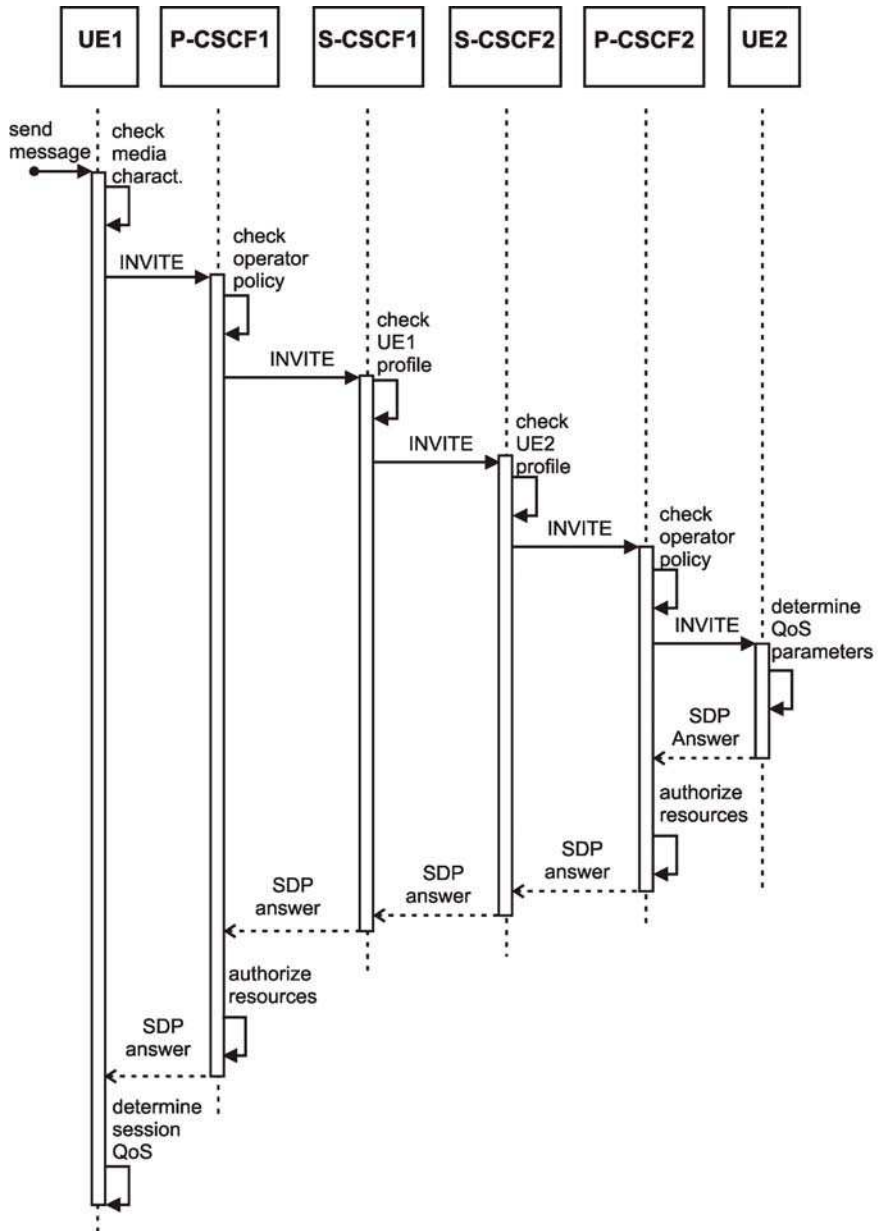 UE1
P-CSCF1
S-CSCF1
S-CSCF2
P-CSCF2
UE2
send
message
check
media
charact.
INVITE
check
operator
policy
INVITE
check
UE1
profile
INVITE
check
UE2
profile
INVITE
check
operator
policy
INVITE
determine
QoS
parameters
SDP
Answer
authorize
resources
SDP
answer
SDP
answer
SDP
answer
authorize
resources
SDP
answer
determine
session
QoS